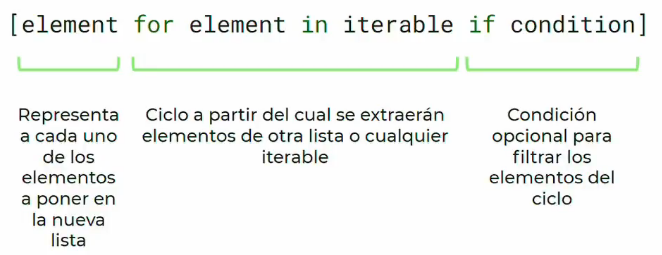 [element for element in iterable if condition]
Representa
a cada uno
de los
elementos
a poner en
la nueva
lista
Ciclo a partir del cual se extraerán
elementos de otra lista o cualquier
iterable
Condición
opcional para
filtrar los
elementos del
ciclo